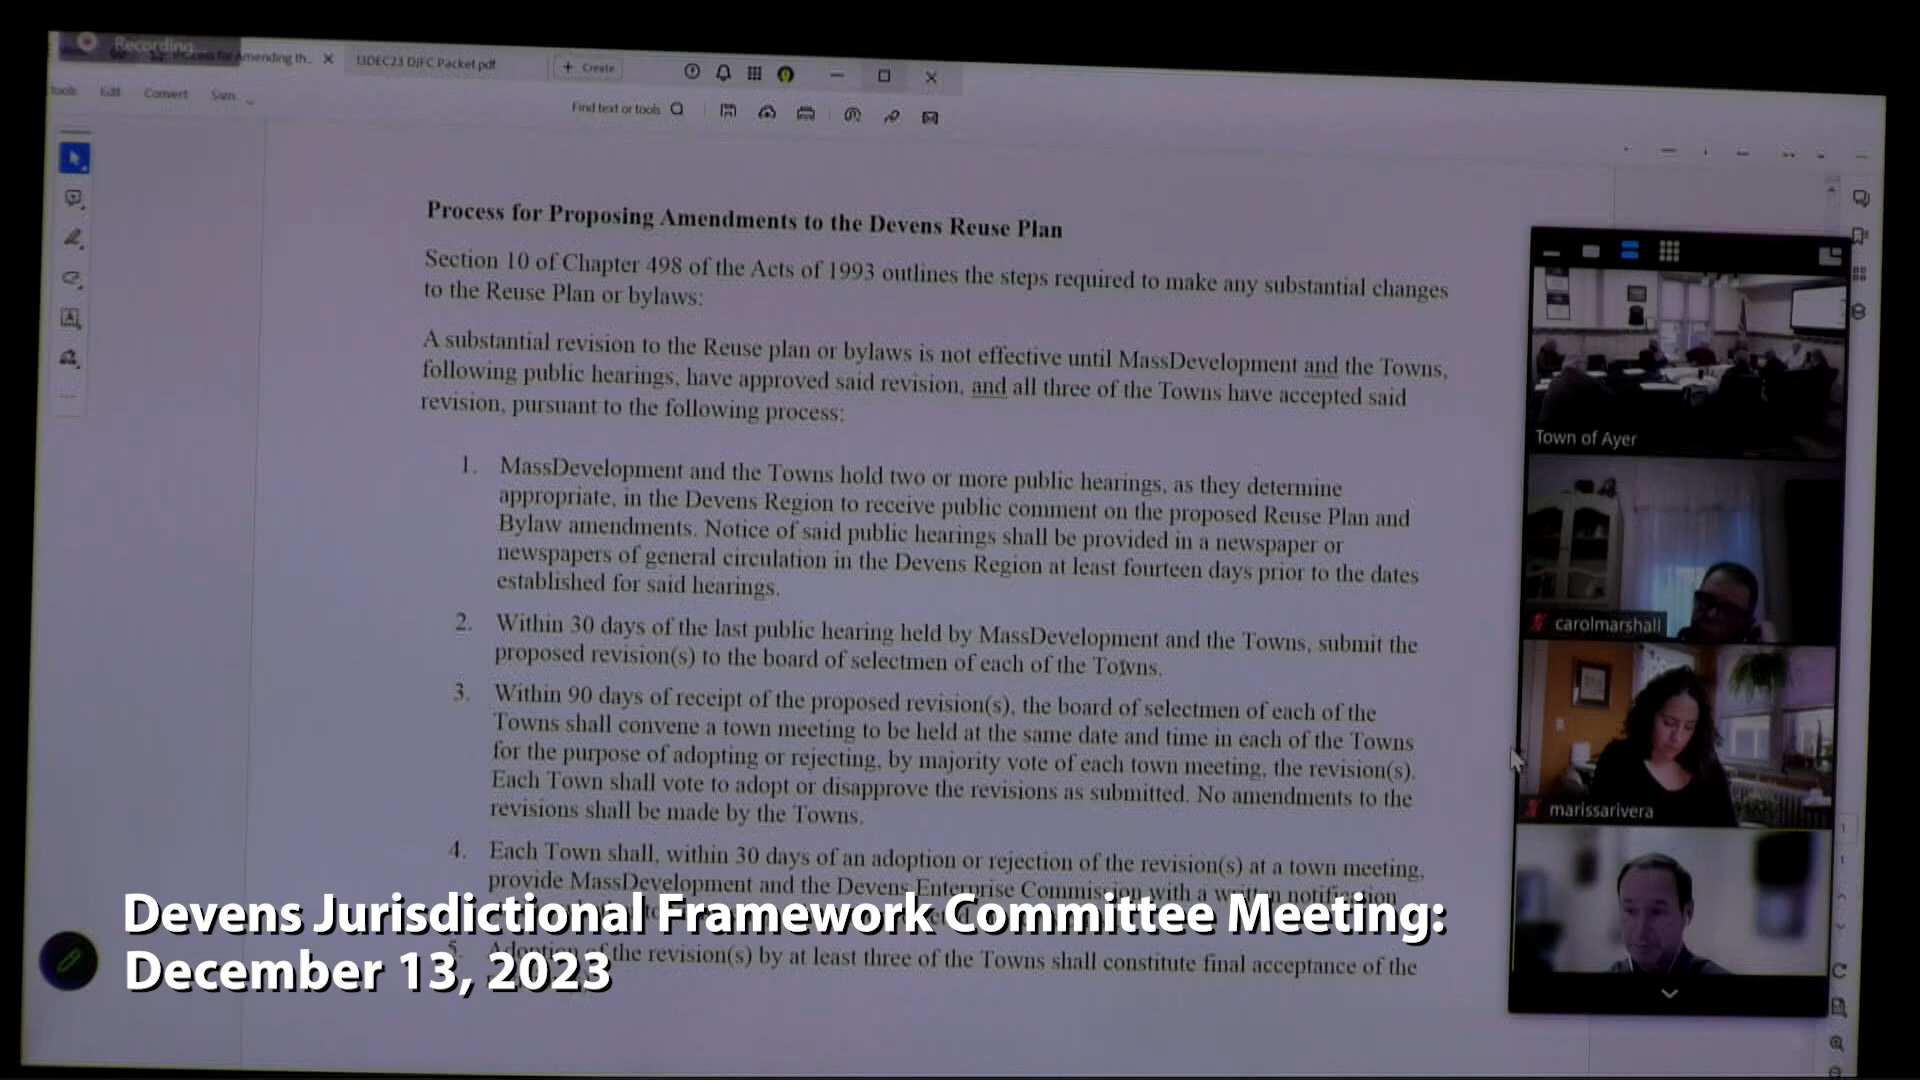 Recording...
Amending th..
13DEC23 DJFC Packet.pdf
+ Create
tools Edit Convert
Find text or tools
Process for Proposing Amendments to the Devens Reuse Plan
Section 10 of Chapter 498 of the Acts of 1993 outlines the steps required to make any substantial changes
to the Reuse Plan or bylaws:
A substantial revision to the Reuse plan or bylaws is not effective until MassDevelopment and the Towns,
following public hearings, have approved said revision, and all three of the Towns have accepted said
revision, pursuant to the following process:
1. MassDevelopment and the Towns hold two or more public hearings, as they determine
appropriate, in the Devens Region to receive public comment on the proposed Reuse Plan and
Bylaw amendments. Notice of said public hearings shall be provided in a newspaper or
newspapers of general circulation in the Devens Region at least fourteen days prior to the dates
established for said hearings.
2. Within 30 days of the last public hearing held by MassDevelopment and the Towns, submit the
proposed revision(s) to the board of selectmen of each of the Towns.
3. Within 90 days of receipt of the proposed revision(s), the board of selectmen of each of the
Towns shall convene a town meeting to be held at the same date and time in each of the Towns
for the purpose of adopting or rejecting, by majority vote of each town meeting, the revision(s).
Each Town shall vote to adopt or disapprove the revisions as submitted. No amendments to the
revisions shall be made by the Towns.
4. Each Town shall, within 30 days of an adoption or rejection of the revision(s) at a town meeting,
provide MassDevelopment and the Devens Enterprise Commission with a written notification
5. Adoption of the revision(s) by at least three of the Towns shall constitute final acceptance of the
Town of Ayer
carolmarshall
marissarivera
Devens Jurisdictional Framework Committee Meeting:
December 13, 2023